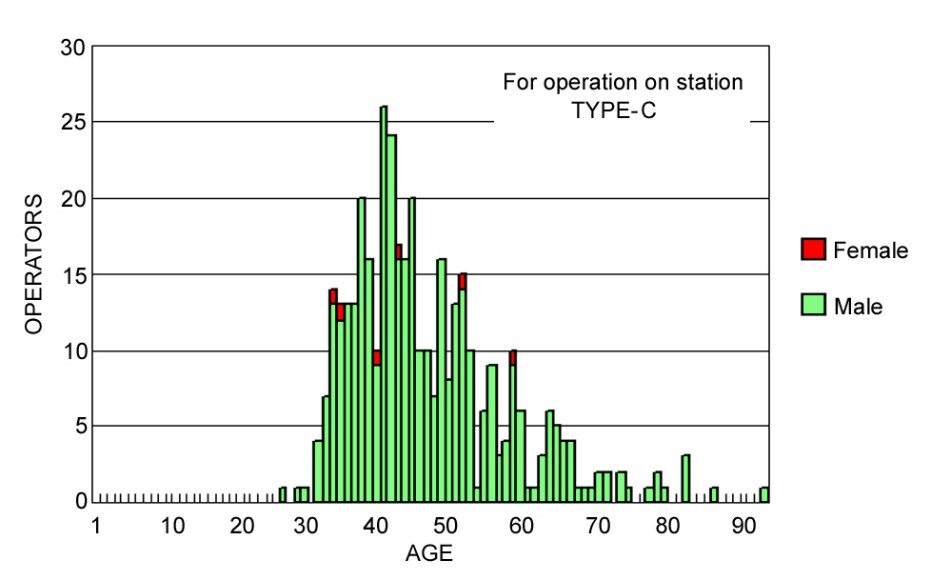 30
For operation on station
TYPE-C
25
20
15
10
5
0
OPERATORS
Female
Male
1 10 20 30 40 50 60 70 80 90
AGE